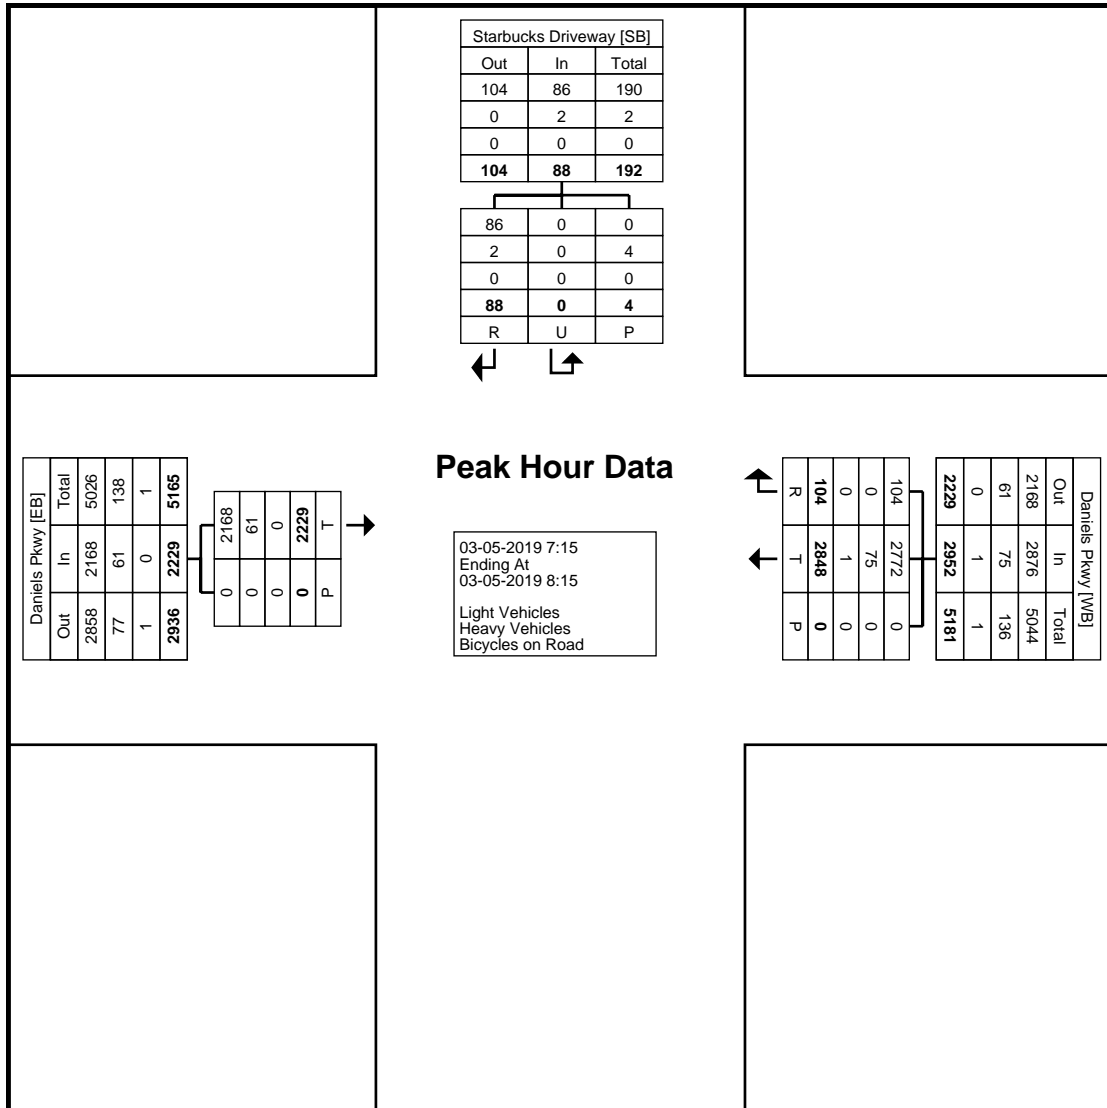 Starbucks Driveway [SB]
Out In Total
104 86 190
0 2 2
0 0 0
104 88 192
86 0 0
2 0 4
0 0 0
88 0 4
R U P
Peak Hour Data
03-05-2019 7:15
Ending At
03-05-2019 8:15
Light Vehicles
Heavy Vehicles
Bicycles on Road
Daniels Pkwy [EB]
Out In Total
2858 2168 5026
77 61 138
1 0 1
2936 2229 5165
2168 0
61 0
0 0
2229 0
T P
Daniels Pkwy [WB]
Out In Total
2168 2876 5044
61 75 136
0 1 1
2229 2952 5181
104 2772 0
0 75 0
0 1 0
104 2848 0
R T P